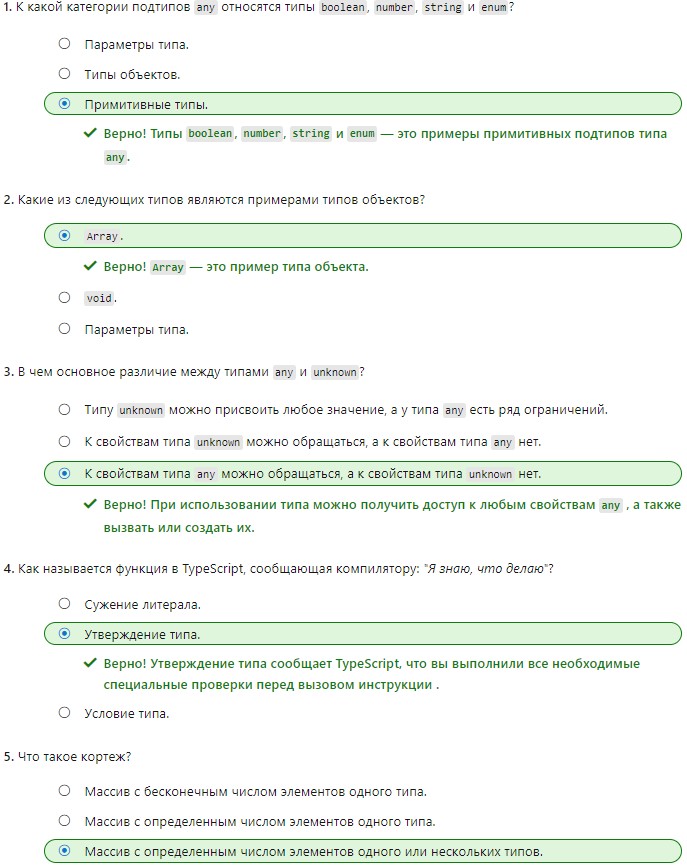 1. К какой категории подтипов any относятся типы boolean, number, string и enum?
Параметры типа.
Типы объектов.
Примитивные типы.
Верно! Типы boolean, number, string и enum — это примеры примитивных подтипов типа
any.
2. Какие из следующих типов являются примерами типов объектов?
Array.
Верно! Array — это пример типа объекта.
void.
Параметры типа.
3. В чем основное различие между типами any и unknown?
Типу unknown можно присвоить любое значение, а у типа any есть ряд ограничений.
К свойствам типа unknown можно обращаться, а к свойствам типа any нет.
К свойствам типа any можно обращаться, а к свойствам типа unknown нет.
Верно! При использовании типа можно получить доступ к любым свойствам any , а также
вызвать или создать их.
4. Как называется функция в TypeScript, сообщающая компилятору: "Я знаю, что делаю"?
Сужение литерала.
Утверждение типа.
Верно! Утверждение типа сообщает TypeScript, что вы выполнили все необходимые
специальные проверки перед вызовом инструкции .
Условие типа.
5. Что такое кортеж?
Массив с бесконечным числом элементов одного типа.
Массив с определенным числом элементов одного типа.
Массив с определенным числом элементов одного или нескольких типов.